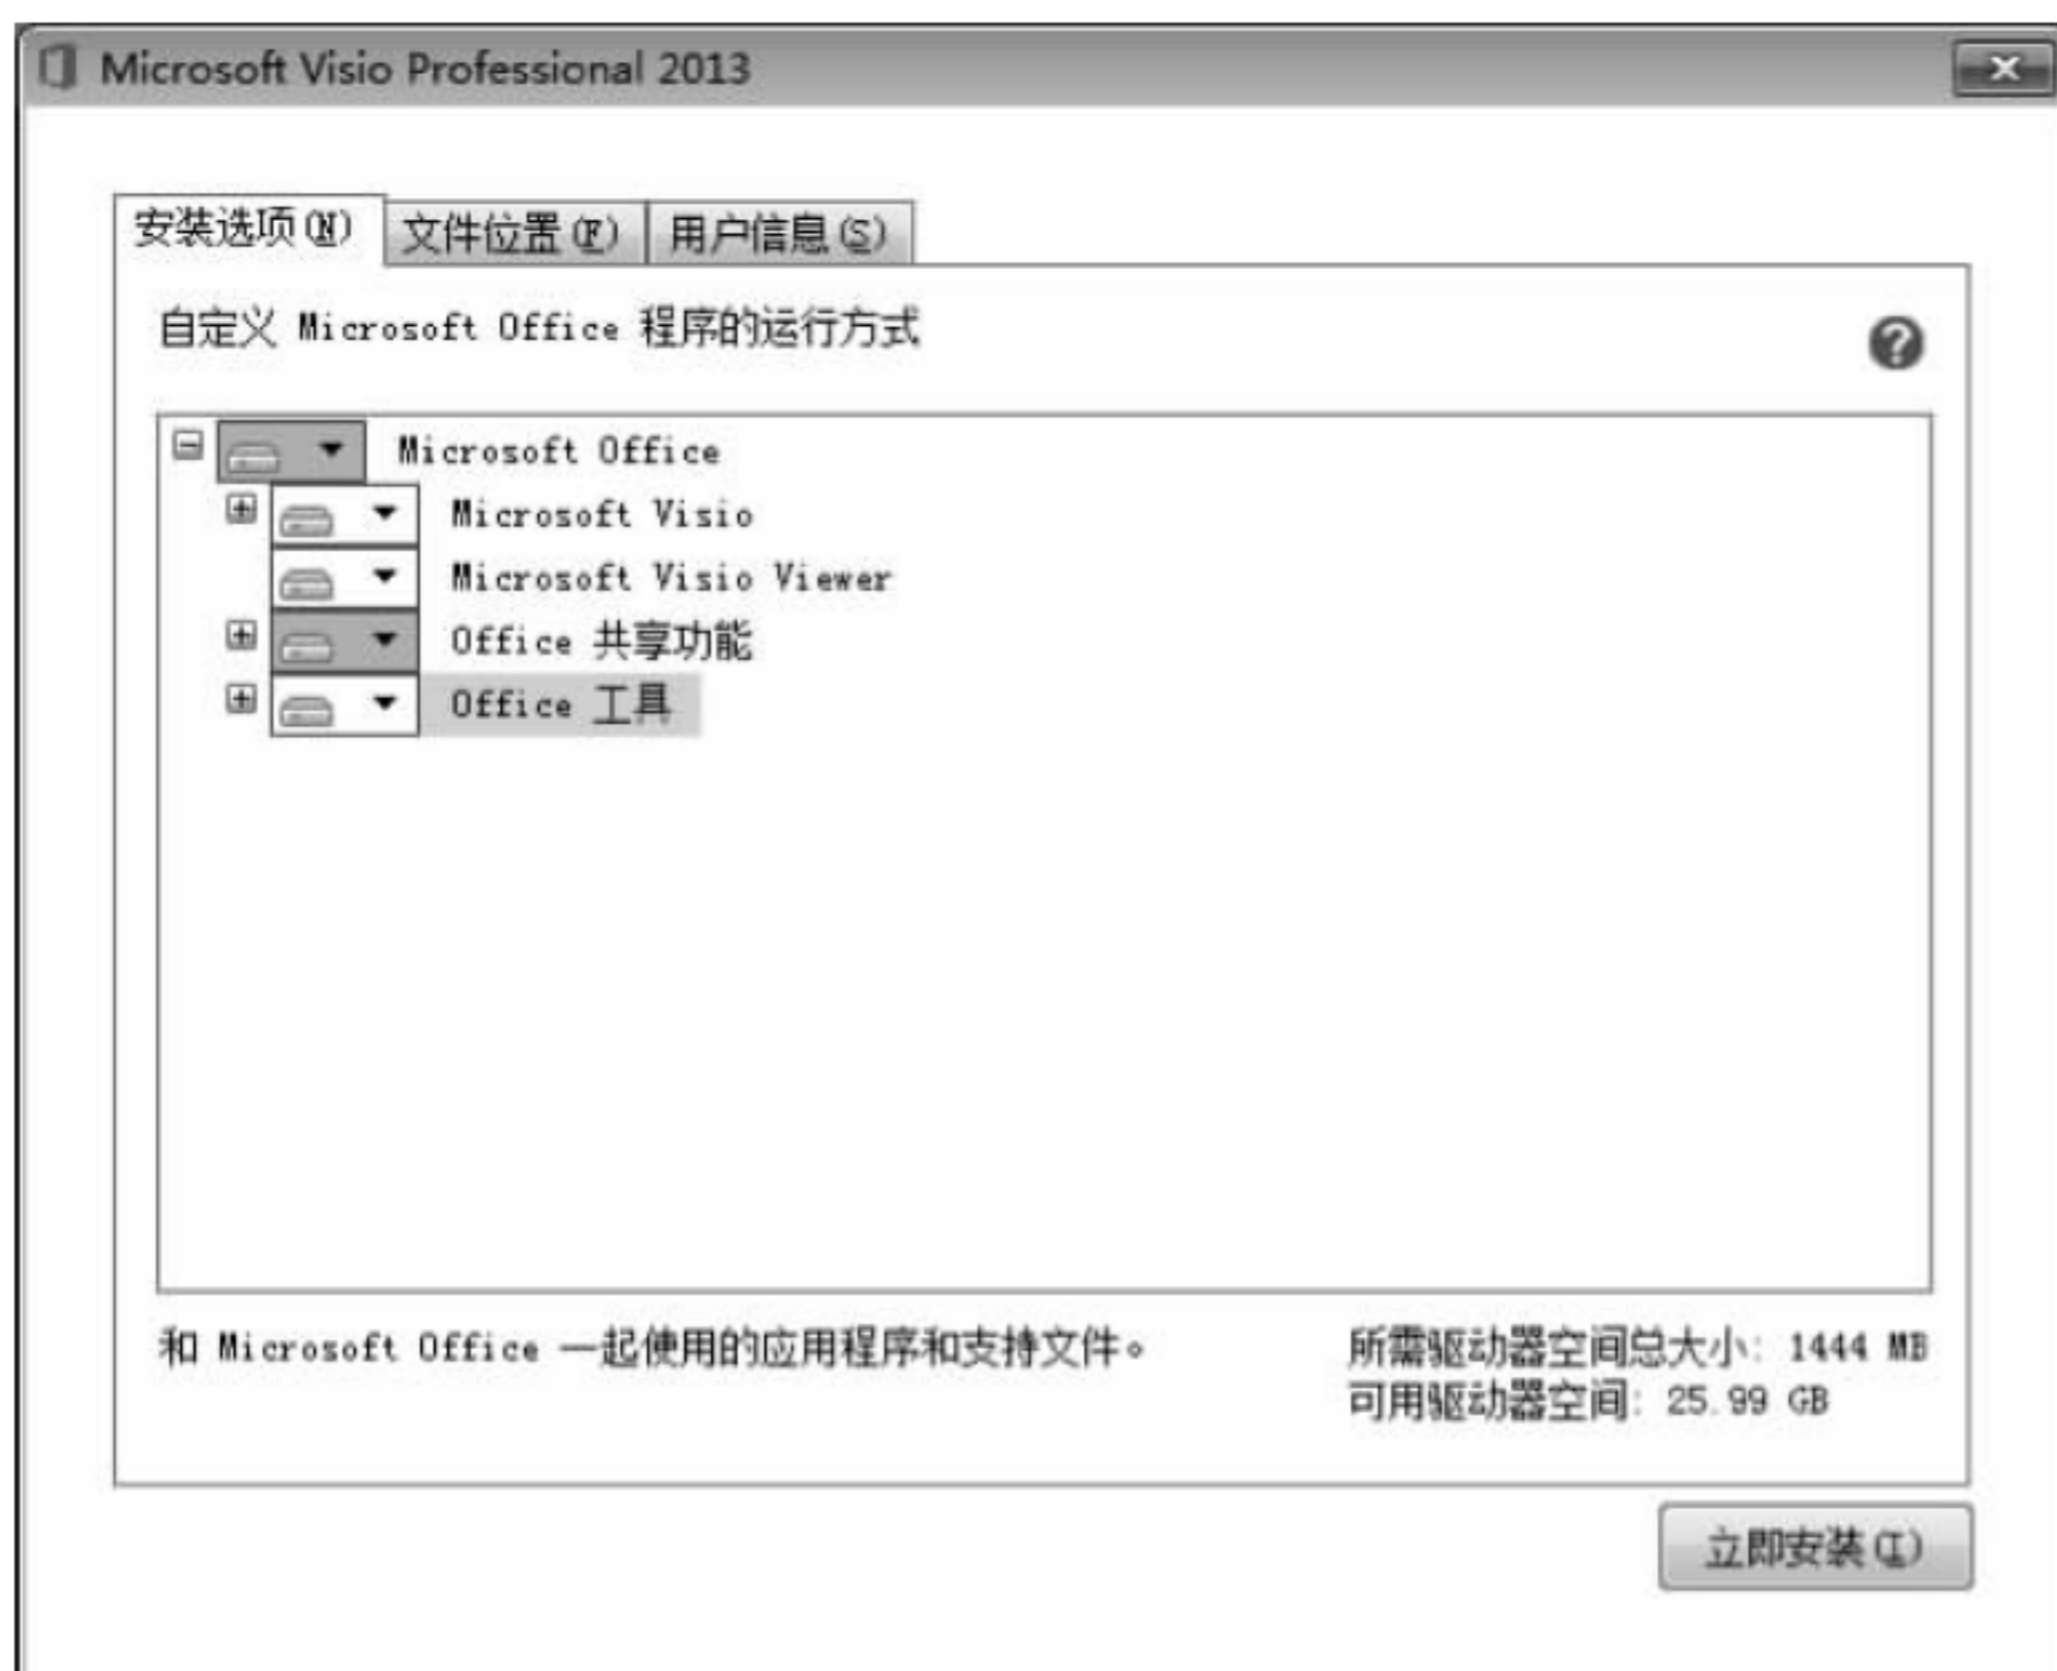 Microsoft Visio Professional 2013
安装选项(N) 文件位置(F) 用户信息(S)
自定义 Microsoft Office 程序的运行方式
Microsoft Office
Microsoft Visio
Microsoft Visio Viewer
Office 共享功能
Office 工具
和 Microsoft Office 一起使用的应用程序和支持文件。
所需驱动器空间总大小: 1444 MB
可用驱动器空间: 25.99 GB
立即安装(I)